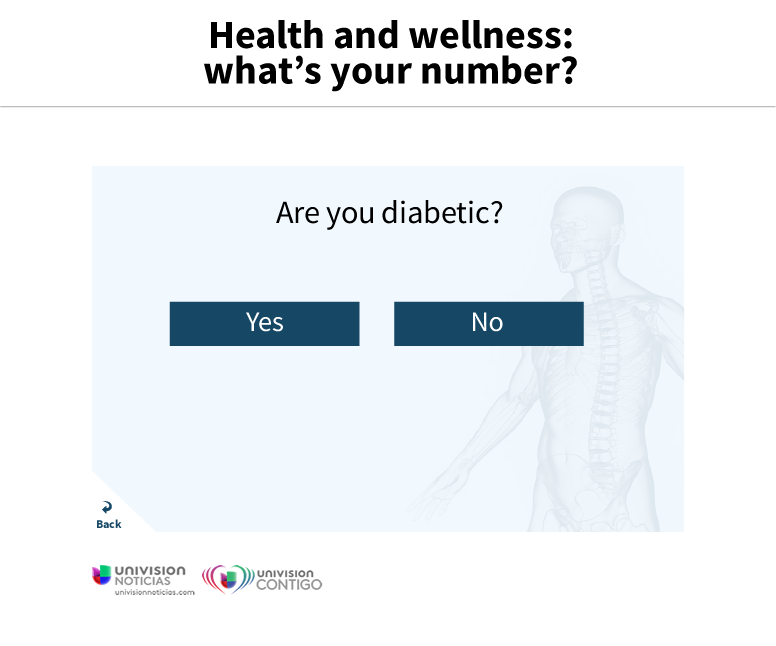 Health and wellness:
what’s your number?
Are you diabetic?
Yes
No
Back
UNIVISION
NOTICIAS
univisionnoticias.com
UNIVISION
CONTIGO